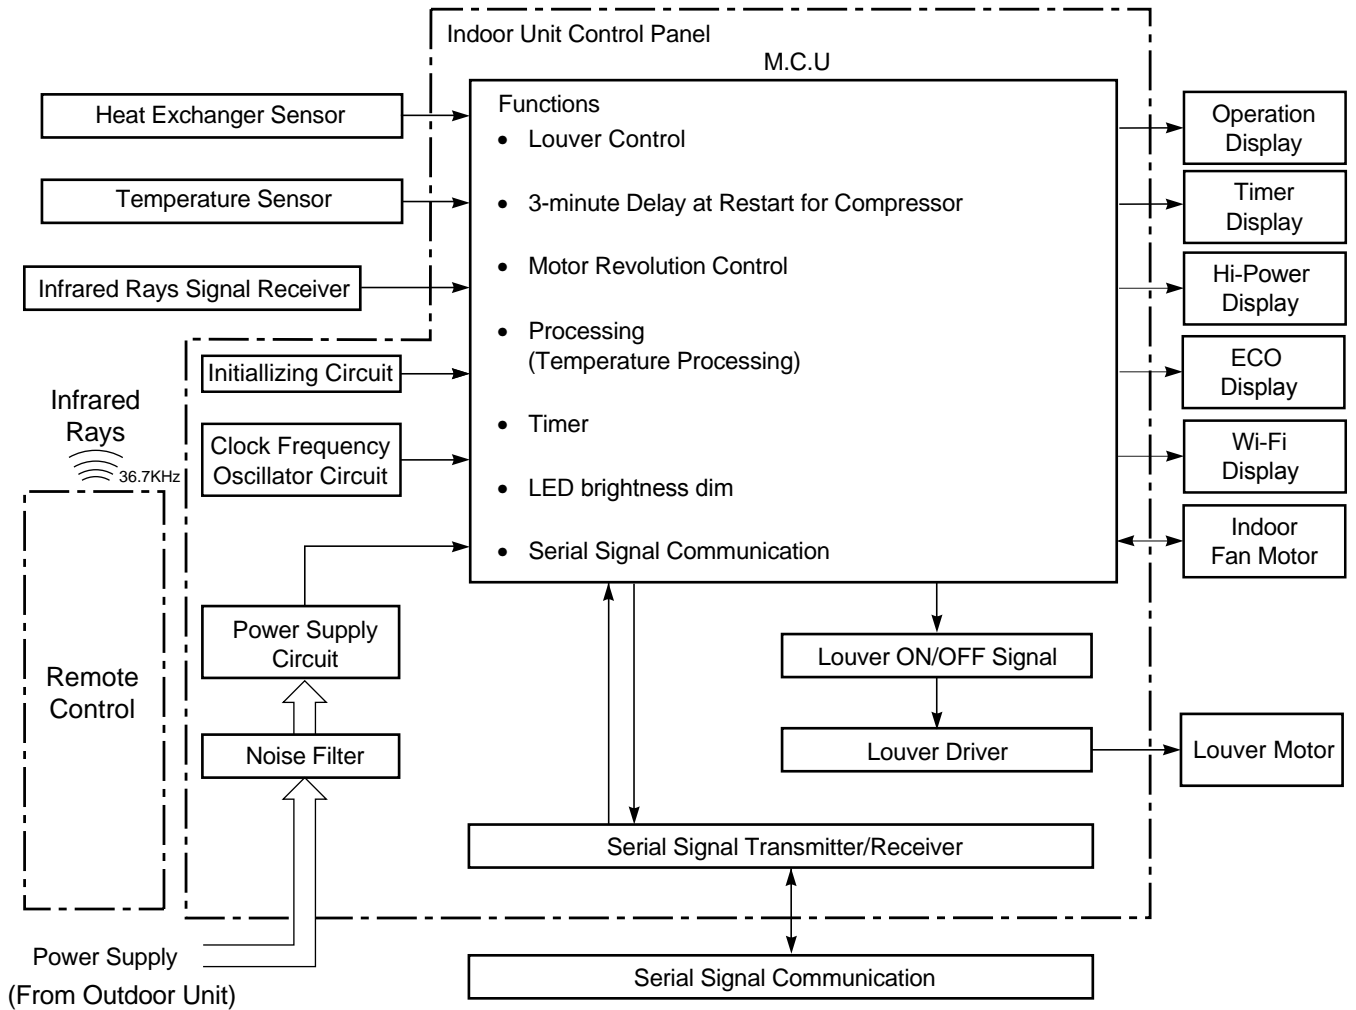 Indoor Unit Control Panel
M.C.U
Heat Exchanger Sensor
Temperature Sensor
Infrared Rays Signal Receiver
Initiallizing Circuit
Clock Frequency
Oscillator Circuit
Infrared
Rays
36.7KHz
Remote
Control
Power Supply
Circuit
Noise Filter
Power Supply
(From Outdoor Unit)
Functions
• Louver Control
• 3-minute Delay at Restart for Compressor
• Motor Revolution Control
• Processing
(Temperature Processing)
• Timer
• LED brightness dim
• Serial Signal Communication
Louver ON/OFF Signal
Louver Driver
Serial Signal Transmitter/Receiver
Serial Signal Communication
Operation
Display
Timer
Display
Hi-Power
Display
ECO
Display
Wi-Fi
Display
Indoor
Fan Motor
Louver Motor